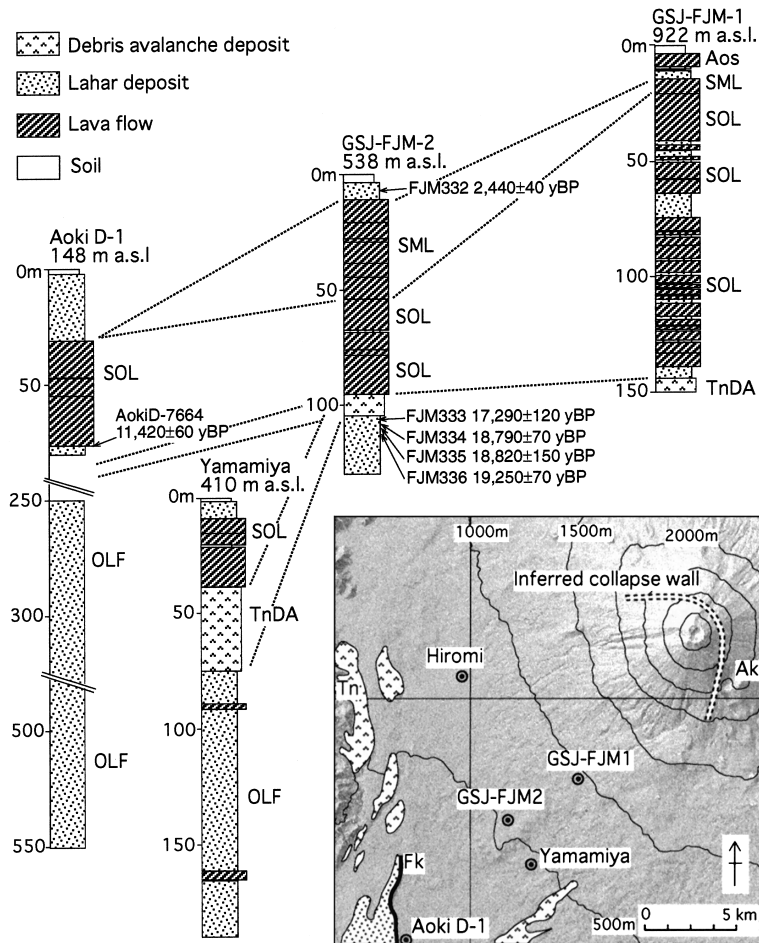 Debris avalanche deposit
Lahar deposit
Lava flow
Soil
GSJ-FJM-1
922 m a.s.l.
0m
Aos
SML
SOL
50
SOL
100
SOL
150
TnDA
GSJ-FJM-2
538 m a.s.l.
0m
FJM332 2,440±40 yBP
SML
50
SOL
SOL
100
FJM333 17,290±120 yBP
FJM334 18,790±70 yBP
FJM335 18,820±150 yBP
FJM336 19,250±70 yBP
Aoki D-1
148 m a.s.l
0m
SOL
50
AokiD-7664
11,420±60 yBP
250
OLF
300
500
OLF
550
Yamamiya
410 m a.s.l.
0m
SOL
50
TnDA
100
OLF
150
1000m
1500m
2000m
Inferred collapse wall
Hiromi
Tn
Ak
GSJ-FJM1
GSJ-FJM2
Yamamiya
Fk
Aoki D-1
500m
0
5 km